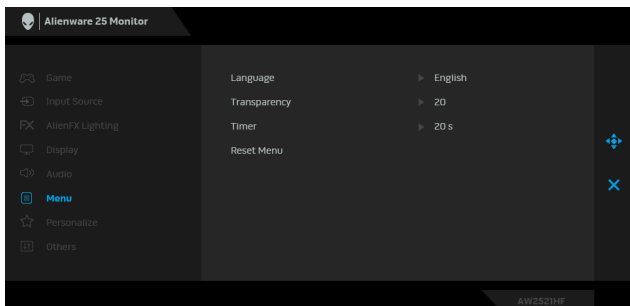 Alienware 25 Monitor
Game
Input Source
FX AlienFX Lighting
Display
Audio
Menu
Personalize
Others
Language English
Transparency 20
Timer 20 s
Reset Menu
AW2521HF